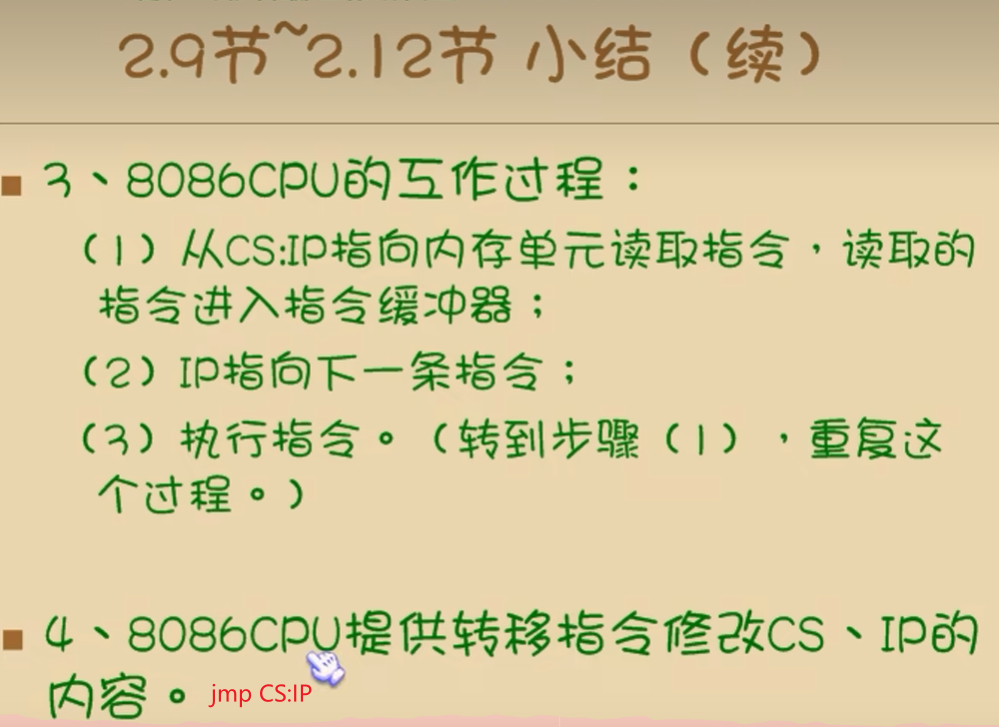 2.9节~2.12节 小结（续）
3、8086CPU的工作过程：
（1）从CS:IP指向内存单元读取指令，读取的
指令进入指令缓冲器；
（2）IP指向下一条指令；
（3）执行指令。（转到步骤（1），重复这
个过程。）
4、8086CPU提供转移指令修改CS、IP的
内容。 jmp CS:IP